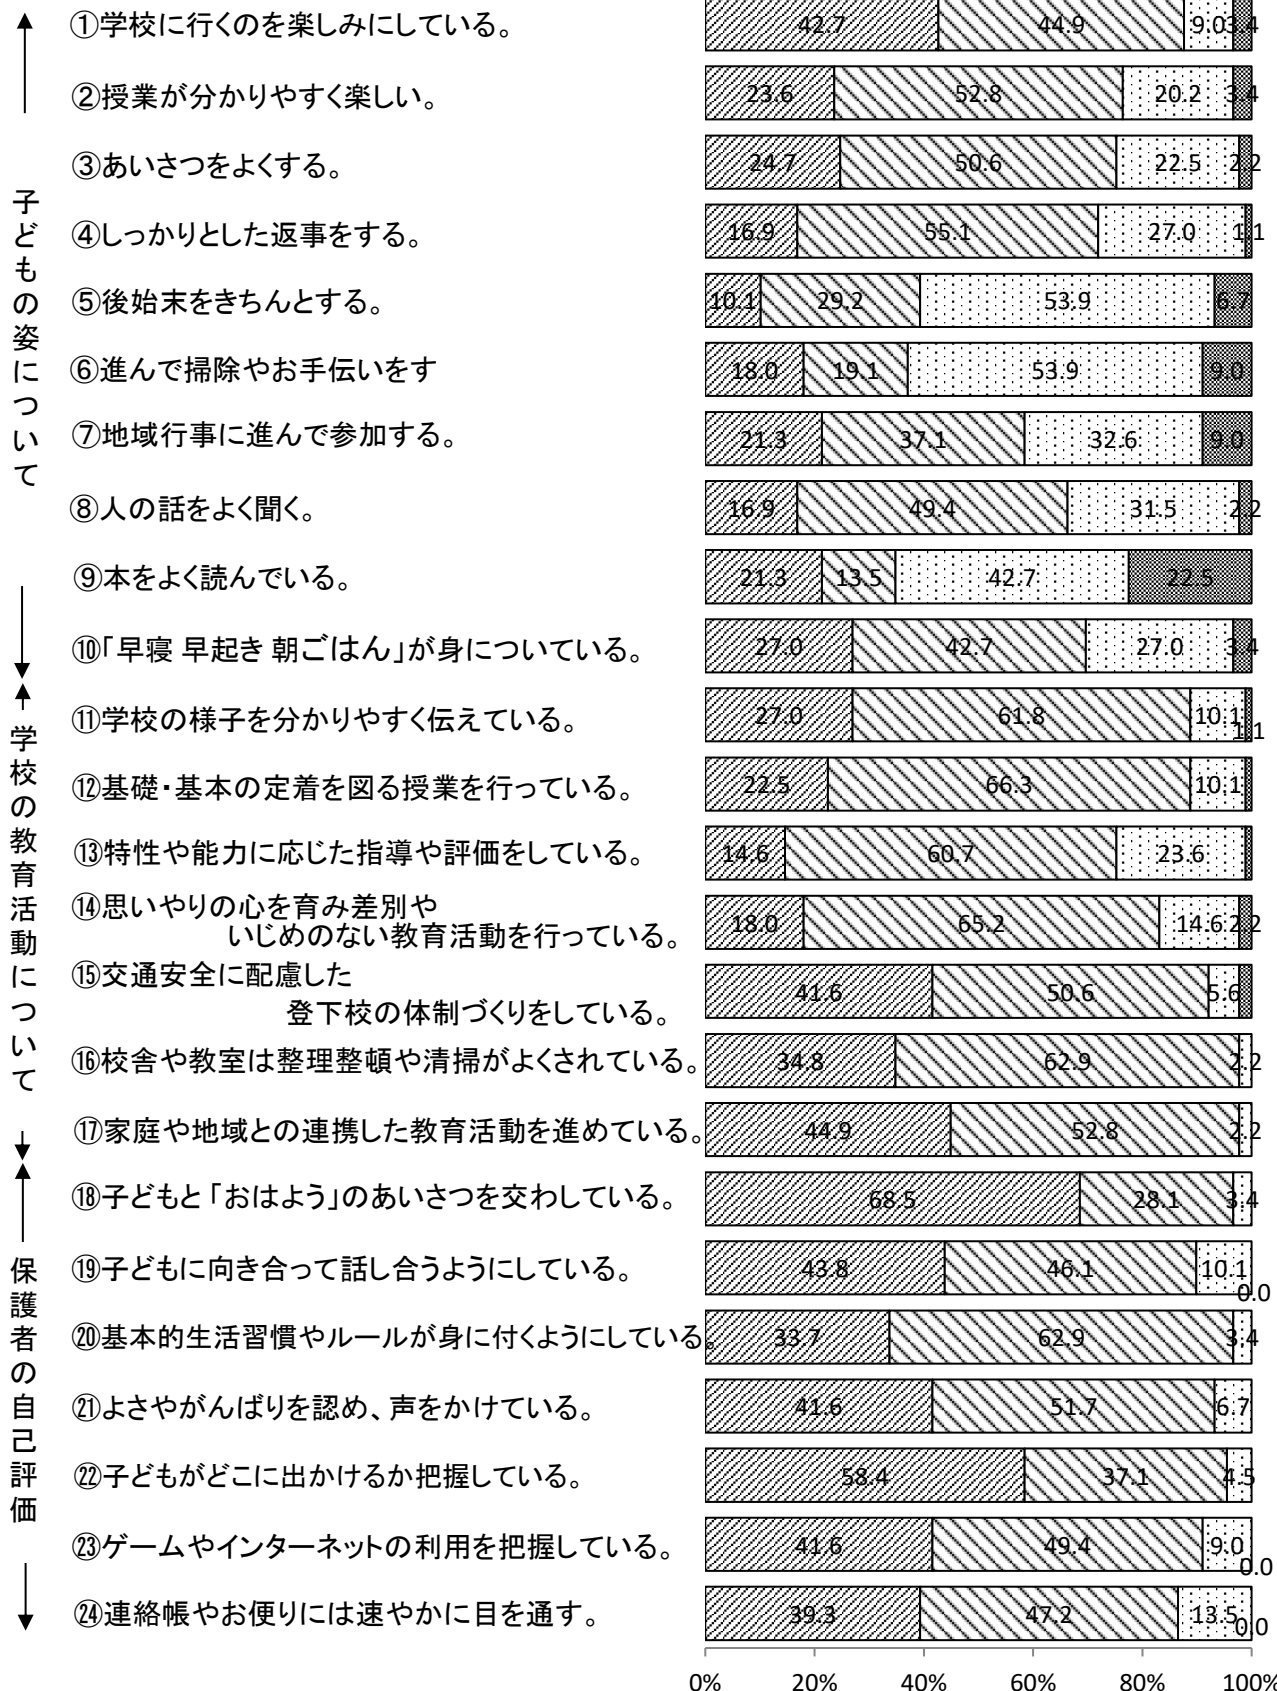 ①学校に行くのを楽しみにしている。
42.7 44.9 9.0 3.4
②授業が分かりやすく楽しい。
23.6 52.8 20.2 3.4
③あいさつをよくする。
24.7 50.6 22.5 2.2
④しっかりとした返事をする。
16.9 55.1 27.0 1.1
⑤後始末をきちんとする。
10.1 29.2 53.9 6.7
⑥進んで掃除やお手伝いをす
18.0 19.1 53.9 9.0
⑦地域行事に進んで参加する。
21.3 37.1 32.6 9.0
⑧人の話をよく聞く。
16.9 49.4 31.5 2.2
⑨本をよく読んでいる。
21.3 13.5 42.7 22.5
⑩「早寝 早起き 朝ごはん」が身についている。
27.0 42.7 27.0 3.4
子どもの姿について
⑪学校の様子を分かりやすく伝えている。
27.0 61.8 10.1 1.1
⑫基礎・基本の定着を図る授業を行っている。
22.5 66.3 10.1
⑬特性や能力に応じた指導や評価をしている。
14.6 60.7 23.6
⑭思いやりの心を育み差別や
いじめのない教育活動を行っている。
18.0 65.2 14.6 2.2
⑮交通安全に配慮した
登下校の体制づくりをしている。
41.6 50.6 5.6
⑯校舎や教室は整理整頓や清掃がよくされている。
34.8 62.9 2.2
⑰家庭や地域との連携した教育活動を進めている。
44.9 52.8 2.2
学校の教育活動について
⑱子どもと「おはよう」のあいさつを交わしている。
68.5 28.1 3.4
⑲子どもに向き合って話し合うようにしている。
43.8 46.1 10.1 0.0
⑳基本的生活習慣やルールが身に付くようにしている。
33.7 62.9 3.4
㉑よさやがんばりを認め、声をかけている。
41.6 51.7 6.7
㉒子どもがどこに出かけるか把握している。
58.4 37.1 4.5
㉓ゲームやインターネットの利用を把握している。
41.6 49.4 9.0 0.0
㉔連絡帳やお便りには速やかに目を通す。
39.3 47.2 13.5 0.0
保護者の自己評価
0% 20% 40% 60% 80% 100%